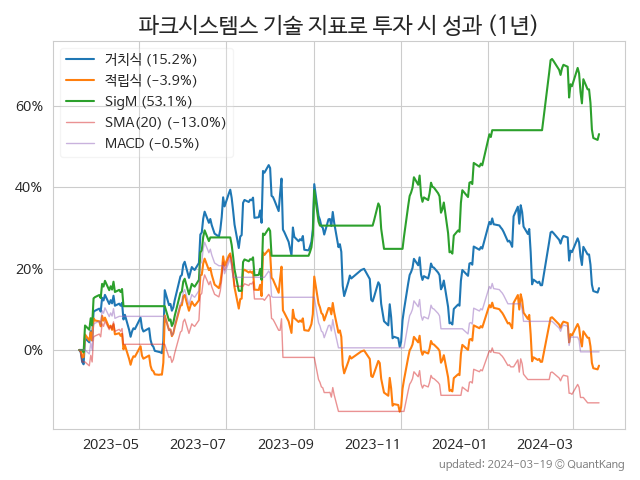 파크시스템스 기술 지표로 투자 시 성과 (1년)
거치식 (15.2%)
적립식 (-3.9%)
SigM (53.1%)
SMA(20) (-13.0%)
MACD (-0.5%)
60%
40%
20%
0%
2023-05 2023-07 2023-09 2023-11 2024-01 2024-03
updated: 2024-03-19 © QuantKang